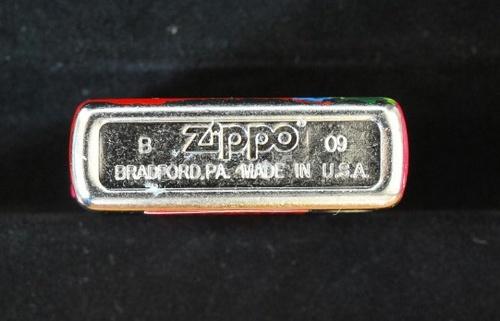 B Zippo 09
BRADFORD,PA. MADE IN U.S.A.